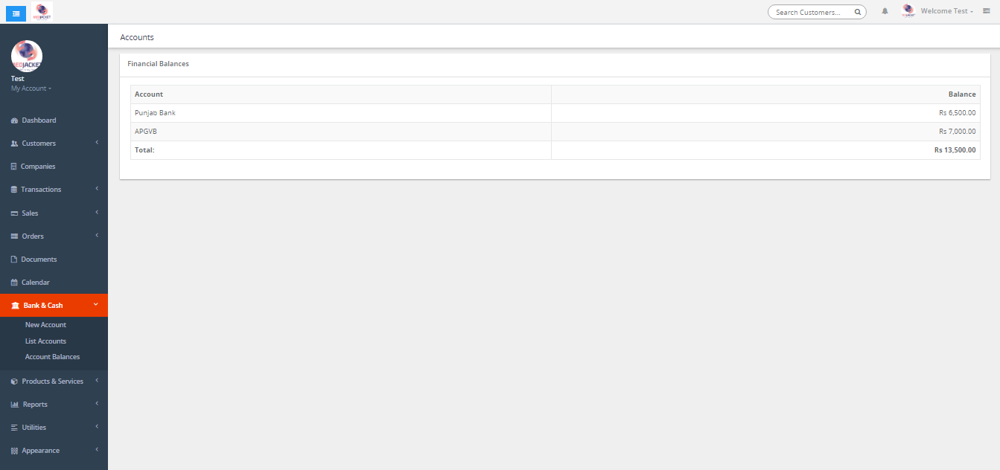 Search Customers...
Welcome Test
Test
My Account
Dashboard
Customers
Companies
Transactions
Sales
Orders
Documents
Calendar
Bank & Cash
New Account
List Accounts
Account Balances
Products & Services
Reports
Utilities
Appearance
Accounts
Financial Balances
Account Balance
Punjab Bank Rs 6,500.00
APGVB Rs 7,000.00
Total: Rs 13,500.00